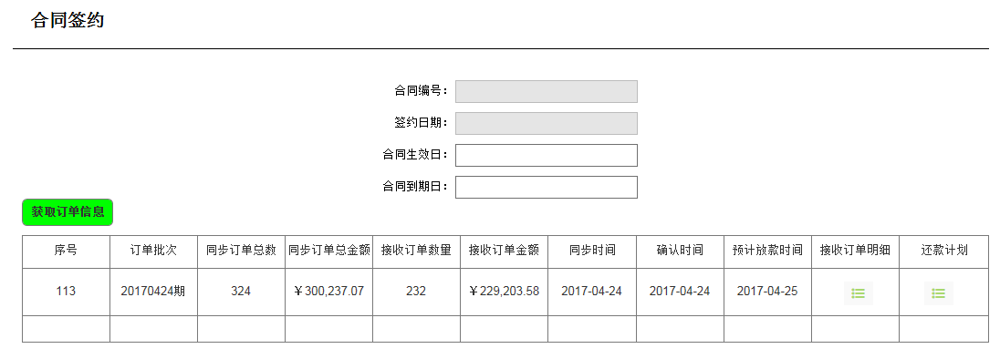 合同签约
合同编号：
签约日期：
合同生效日：
合同到期日：
获取订单信息
序号 订单批次 同步订单总数 同步订单总金额 接收订单数量 接收订单金额 同步时间 确认时间 预计放款时间 接收订单明细 还款计划
113 20170424期 324 ￥300,237.07 232 ￥229,203.58 2017-04-24 2017-04-24 2017-04-25